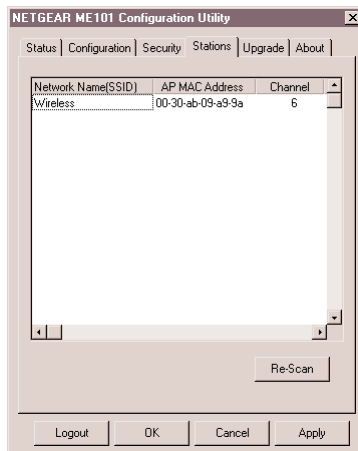 NETGEAR ME101 Configuration Utility
Status Configuration Security Stations Upgrade About
Network Name(SSID) AP MAC Address Channel
Wireless 00-30-ab-09-a9-9a 6
Re-Scan
Logout OK Cancel Apply